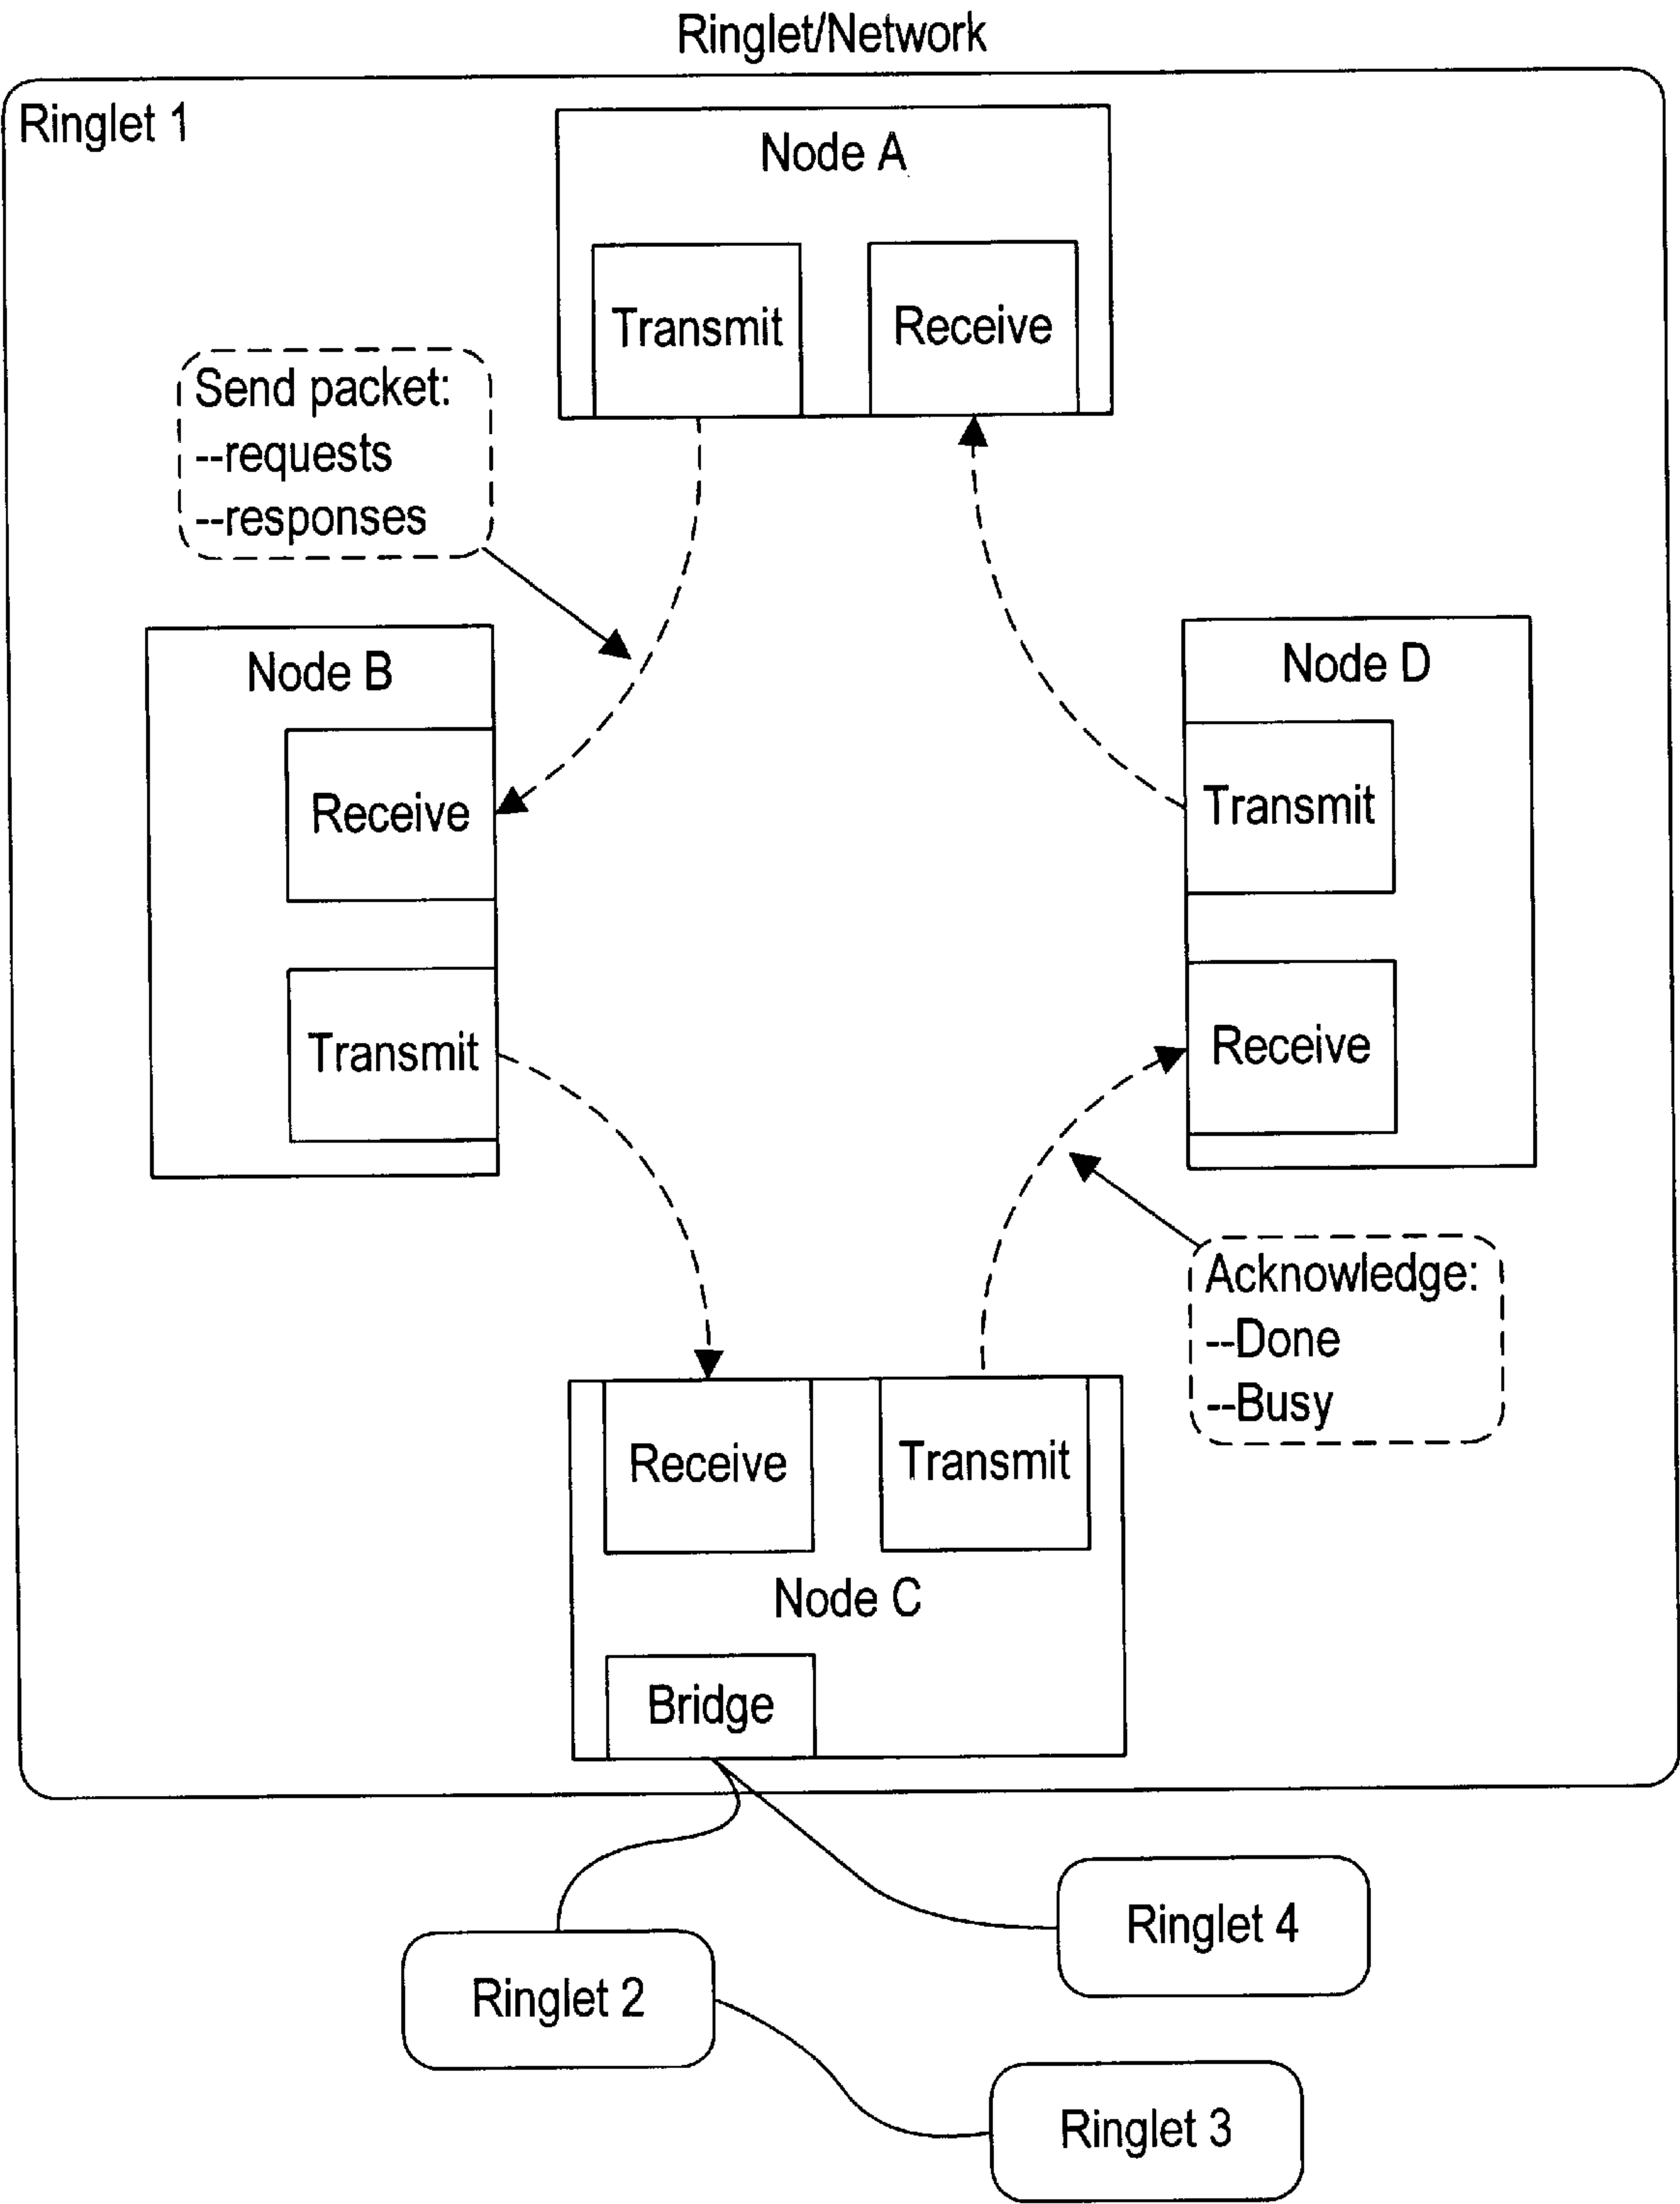 Ringlet/Network
Ringlet 1
Node A
Transmit
Receive
Send packet:
--requests
--responses
Node B
Receive
Transmit
Node D
Transmit
Receive
Acknowledge:
--Done
--Busy
Receive
Transmit
Node C
Bridge
Ringlet 4
Ringlet 2
Ringlet 3